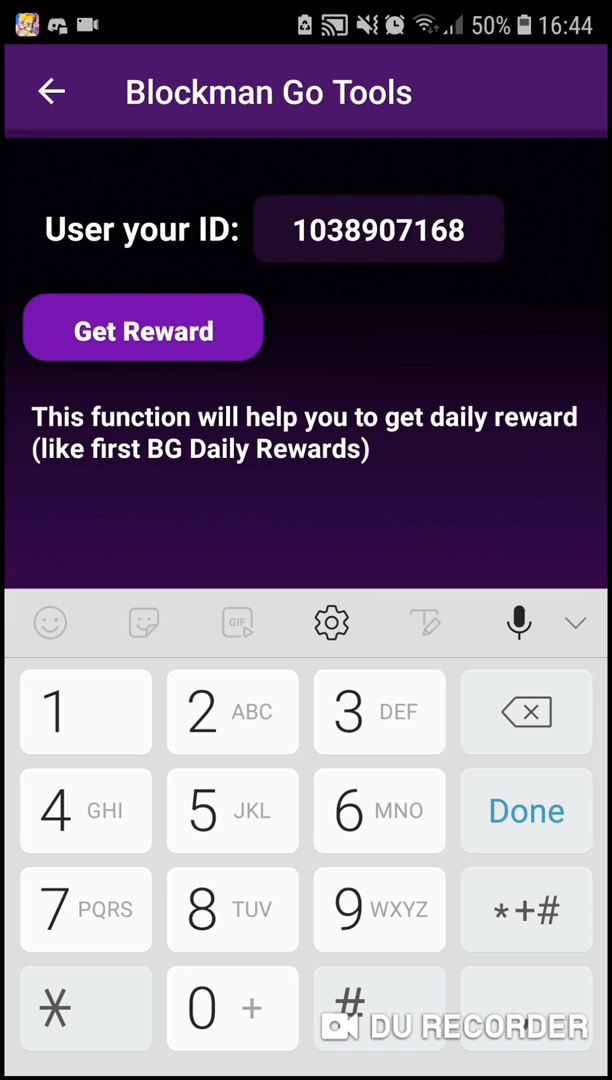 50% 16:44
Blockman Go Tools
User your ID: 1038907168
Get Reward
This function will help you to get daily reward
(like first BG Daily Rewards)
GIF
1 2 ABC 3 DEF
4 GHI 5 JKL 6 MNO Done
7 PQRS 8 TUV 9 WXYZ *+#
* 0 + # ,
DU RECORDER